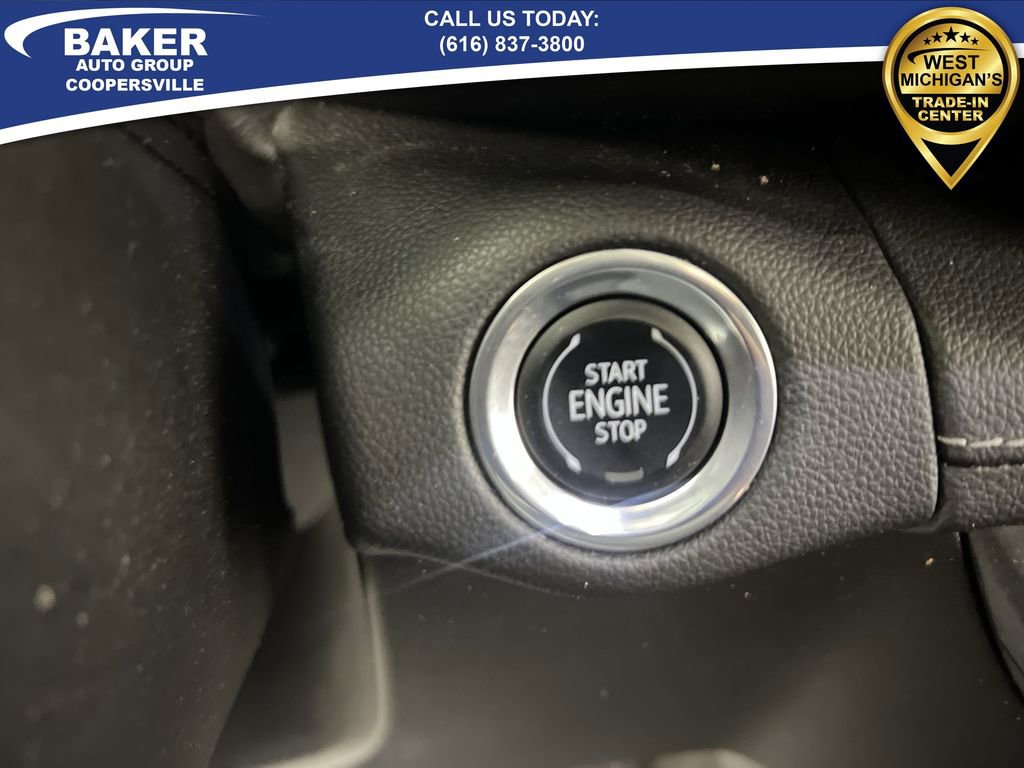 BAKER
AUTO GROUP
COOPERSVILLE
CALL US TODAY:
(616) 837-3800
WEST
MICHIGAN'S
TRADE-IN
CENTER
START
ENGINE
STOP